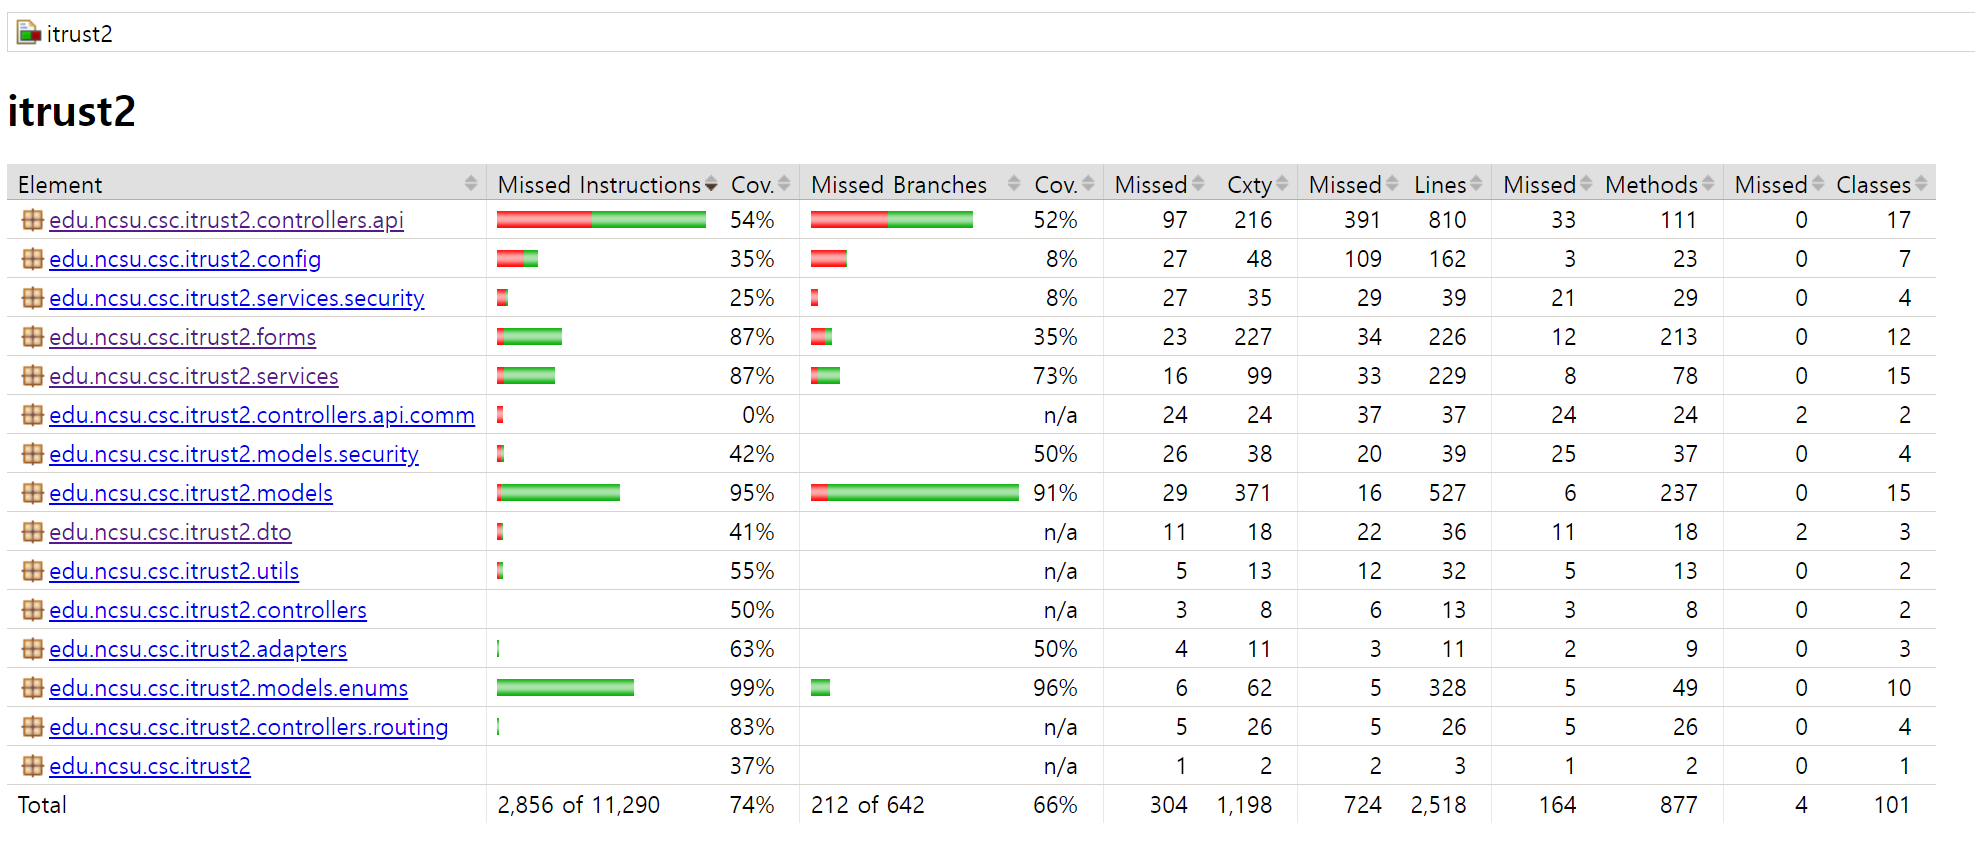 itrust2
itrust2
Element Missed Instructions Cov. Missed Branches Cov. Missed Cxty Missed Lines Missed Methods Missed Classes
edu.ncsu.csc.itrust2.controllers.api 54% 52% 97 216 391 810 33 111 0 17
edu.ncsu.csc.itrust2.config 35% 8% 27 48 109 162 3 23 0 7
edu.ncsu.csc.itrust2.services.security 25% 8% 27 35 29 39 21 29 0 4
edu.ncsu.csc.itrust2.forms 87% 35% 23 227 34 226 12 213 0 12
edu.ncsu.csc.itrust2.services 87% 73% 16 99 33 229 8 78 0 15
edu.ncsu.csc.itrust2.controllers.api.comm 0% n/a 24 24 37 37 24 24 2 2
edu.ncsu.csc.itrust2.models.security 42% 50% 26 38 20 39 25 37 0 4
edu.ncsu.csc.itrust2.models 95% 91% 29 371 16 527 6 237 0 15
edu.ncsu.csc.itrust2.dto 41% n/a 11 18 22 36 11 18 2 3
edu.ncsu.csc.itrust2.utils 55% n/a 5 13 12 32 5 13 0 2
edu.ncsu.csc.itrust2.controllers 50% n/a 3 8 6 13 3 8 0 2
edu.ncsu.csc.itrust2.adapters 63% 50% 4 11 3 11 2 9 0 3
edu.ncsu.csc.itrust2.models.enums 99% 96% 6 62 5 328 5 49 0 10
edu.ncsu.csc.itrust2.controllers.routing 83% n/a 5 26 5 26 5 26 0 4
edu.ncsu.csc.itrust2 37% n/a 1 2 2 3 1 2 0 1
Total 2,856 of 11,290 74% 212 of 642 66% 304 1,198 724 2,518 164 877 4 101